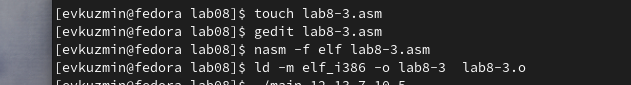 [evkuzmin@fedora lab08]$ touch lab8-3.asm
[evkuzmin@fedora lab08]$ gedit lab8-3.asm
[evkuzmin@fedora lab08]$ nasm -f elf lab8-3.asm
[evkuzmin@fedora lab08]$ ld -m elf_i386 -o lab8-3  lab8-3.o